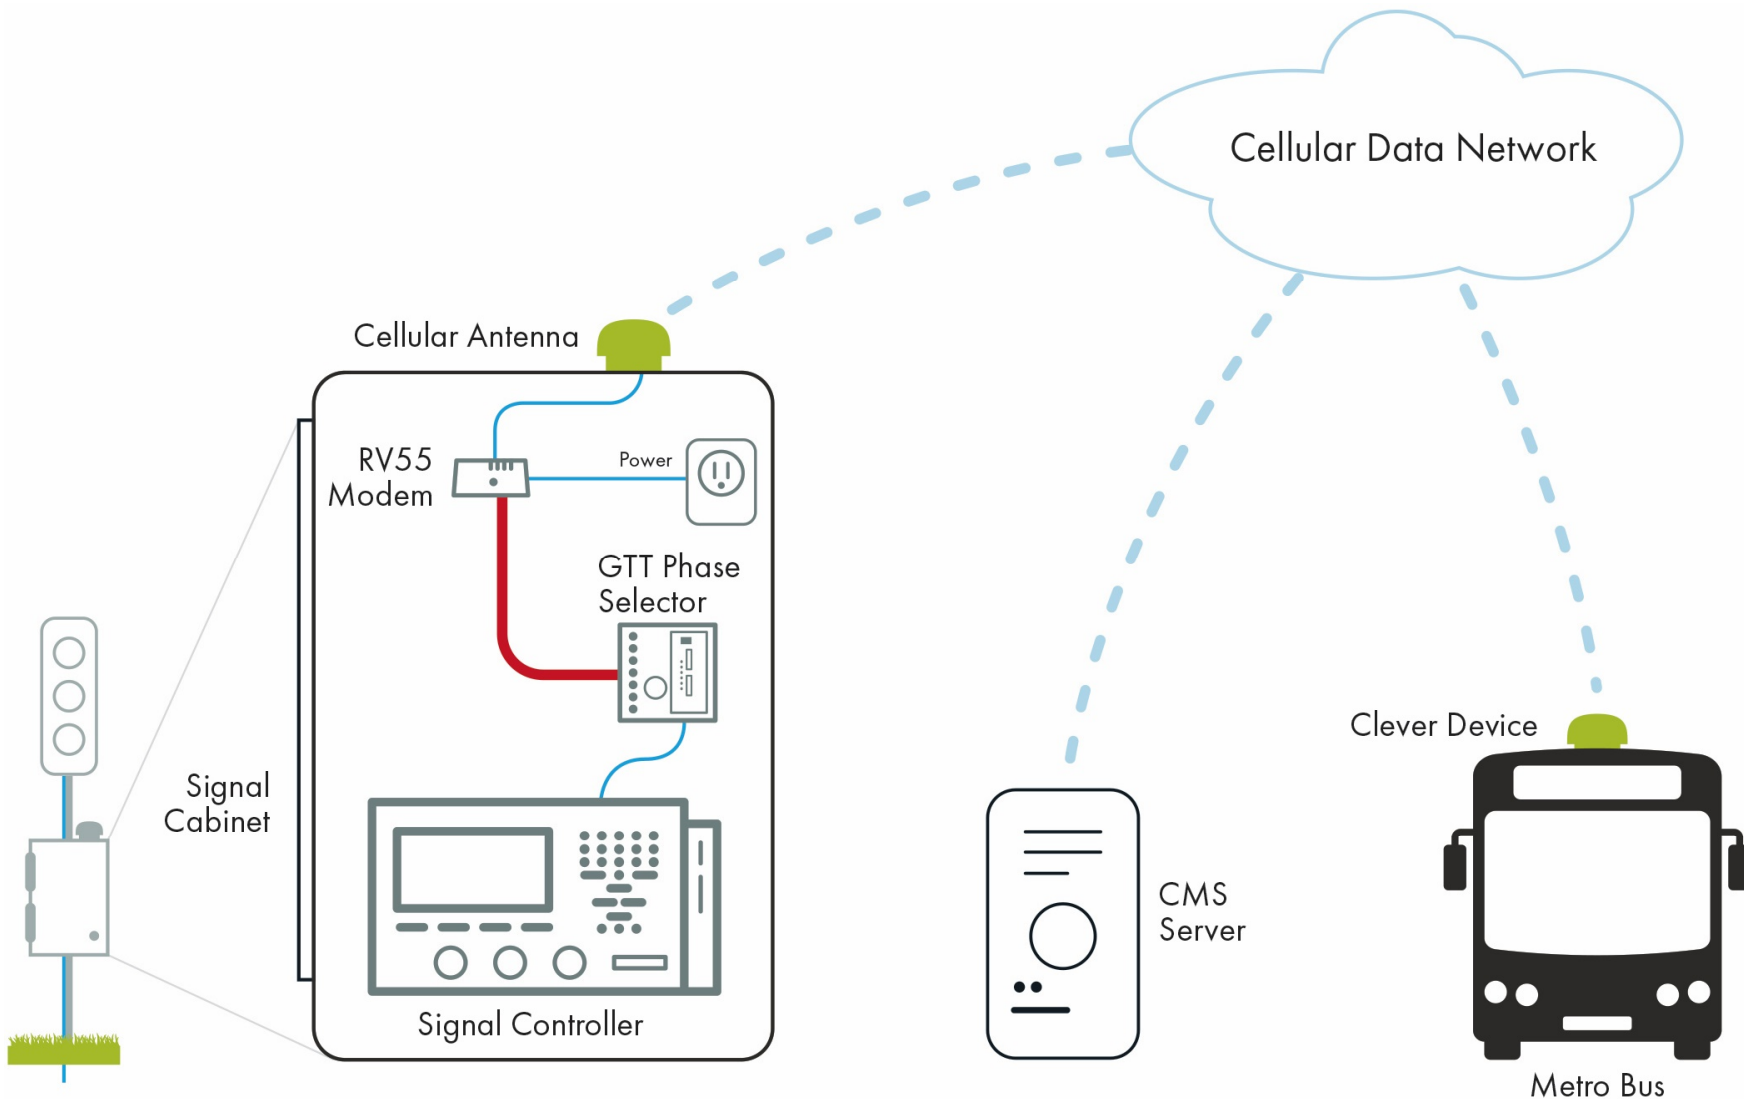 Cellular Data Network
Cellular Antenna
RV55
Modem
Power
GTT Phase
Selector
Signal
Cabinet
Signal Controller
CMS
Server
Clever Device
Metro Bus